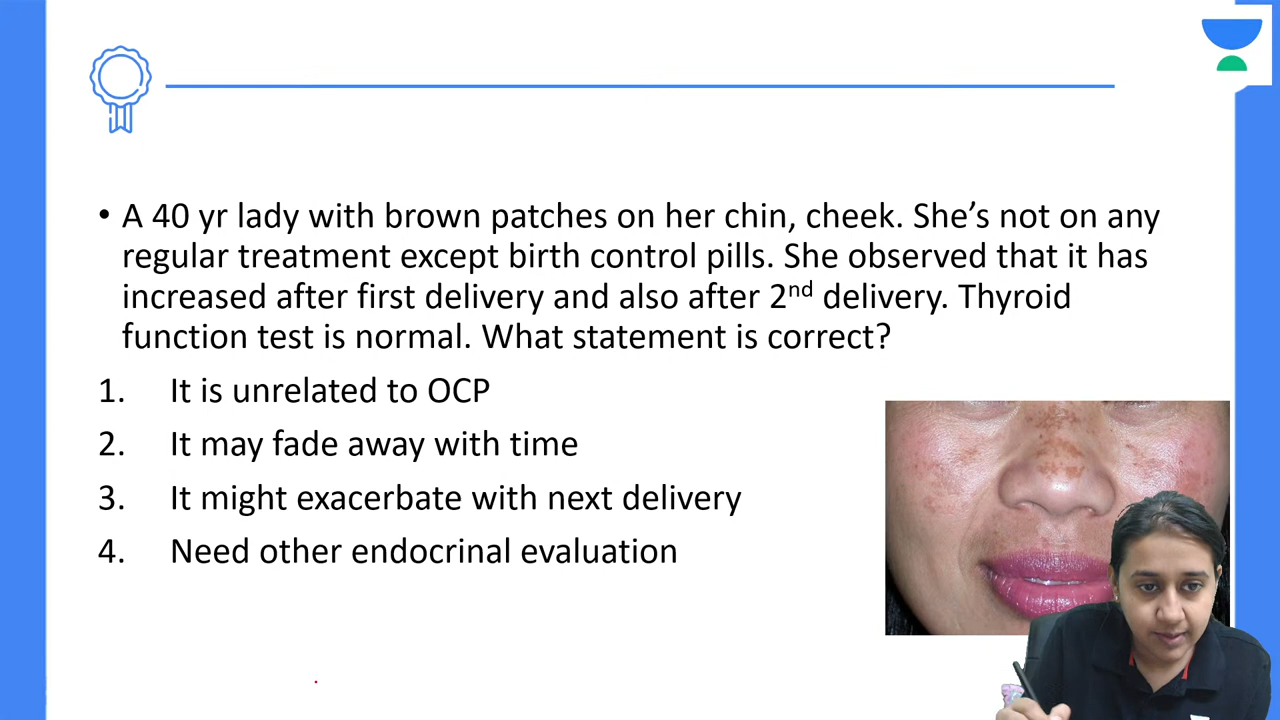 • A 40 yr lady with brown patches on her chin, cheek. She's not on any
regular treatment except birth control pills. She observed that it has
increased after first delivery and also after 2nd delivery. Thyroid
function test is normal. What statement is correct?
1. It is unrelated to OCP
2. It may fade away with time
3. It might exacerbate with next delivery
4. Need other endocrinal evaluation